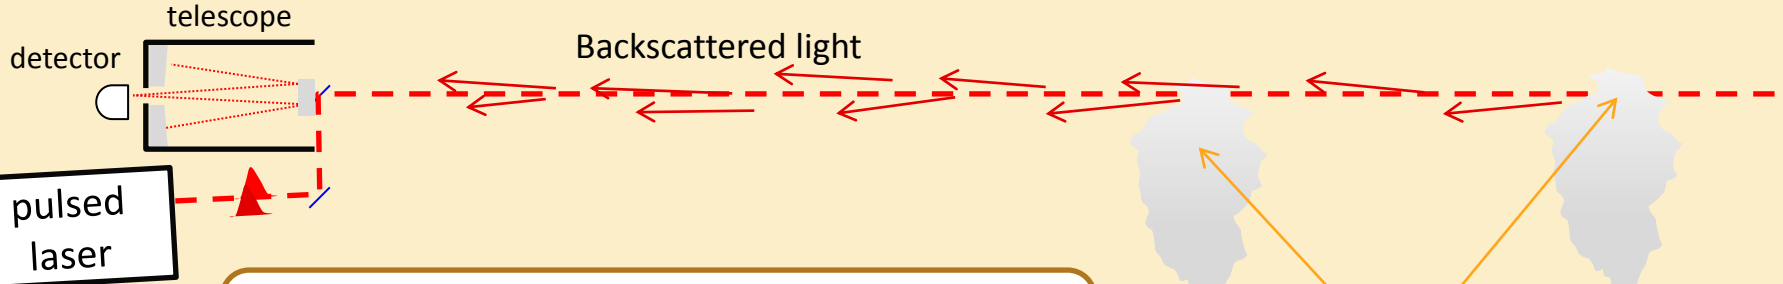 telescope
detector
Backscattered light
pulsed
laser